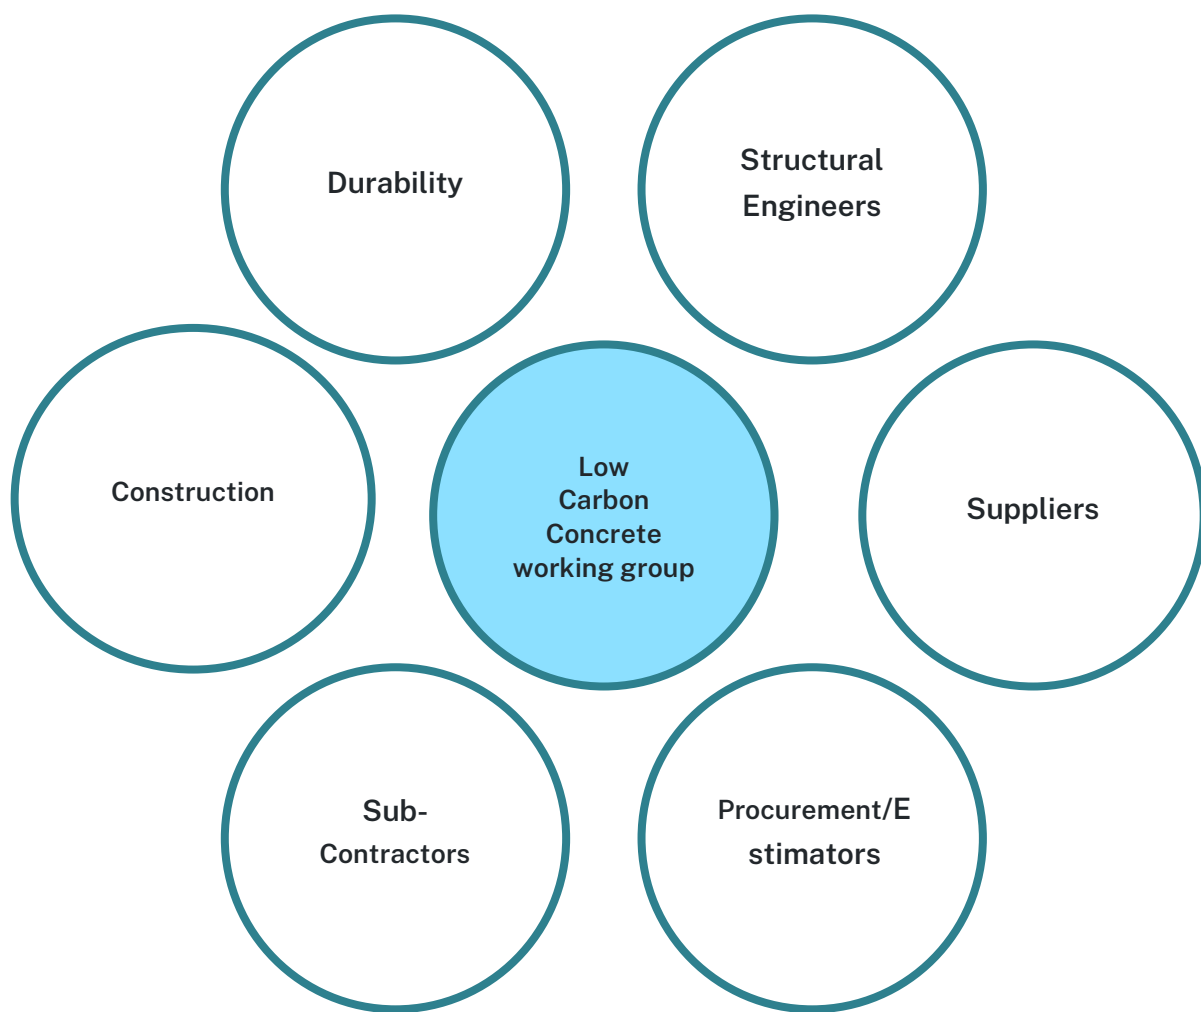 Durability
Structural
Engineers
Construction
Low
Carbon
Concrete
working group
Suppliers
Sub-
Contractors
Procurement/E
stimators